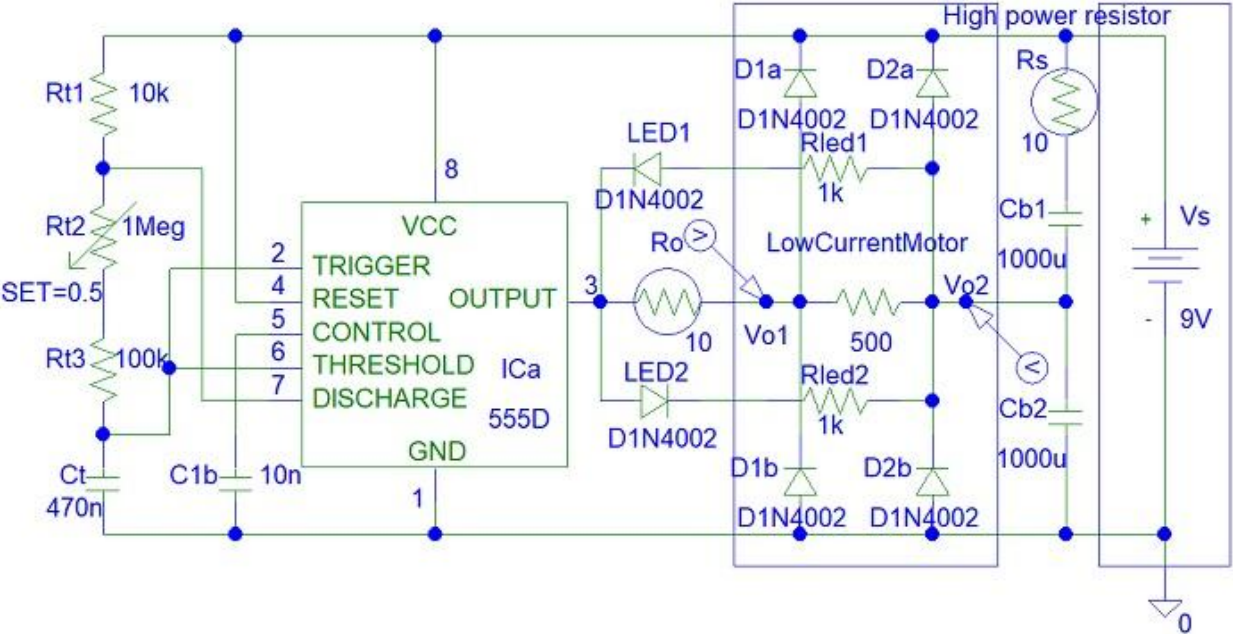 High power resistor
Rt1 10k
D1a
D2a
Rs
D1N4002 D1N4002
10
LED1
Rled1
8
D1N4002
1k
Rt2 1Meg
VCC
Cb1
+ Vs
2 TRIGGER
Ro > LowCurrentMotor
1000u
SET=0.5
4 RESET OUTPUT 3
Vo2
5 CONTROL
10
Vo1
500
- 9V
Rt3 100k
6 THRESHOLD ICa
LED2
Rled2
<
7 DISCHARGE
555D
1k
Cb2
D1N4002
GND
Ct
C1b 10n
D1b
D2b
1000u
470n
1
D1N4002 D1N4002
0